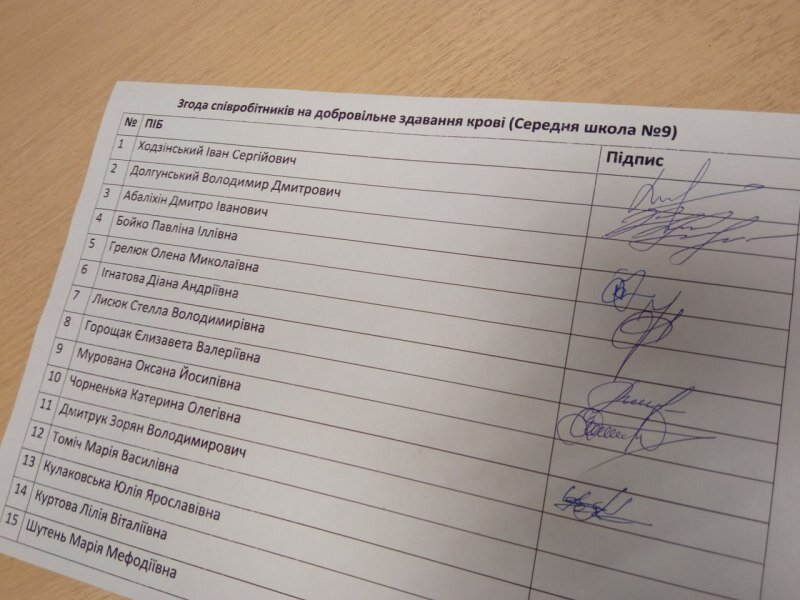 Згода співробітників на добровільне здавання крові (Середня школа №9)
№ ПІБ Підпис
1 Ходзінський Іван Сергійович
2 Долгунський Володимир Дмитрович
3 Абаліхін Дмитро Іванович
4 Бойко Павліна Іллівна
5 Грелюк Олена Миколаївна
6 Ігнатова Діана Андріївна
7 Лисюк Стелла Володимирівна
8 Горощак Єлизавета Валеріївна
9 Мурована Оксана Йосипівна
10 Чорненька Катерина Олегівна
11 Дмитрук Зорян Володимирович
12 Томіч Марія Василівна
13 Кулаковська Юлія Ярославівна
14 Куртова Лілія Віталіївна
15 Шутень Марія Мефодіївна